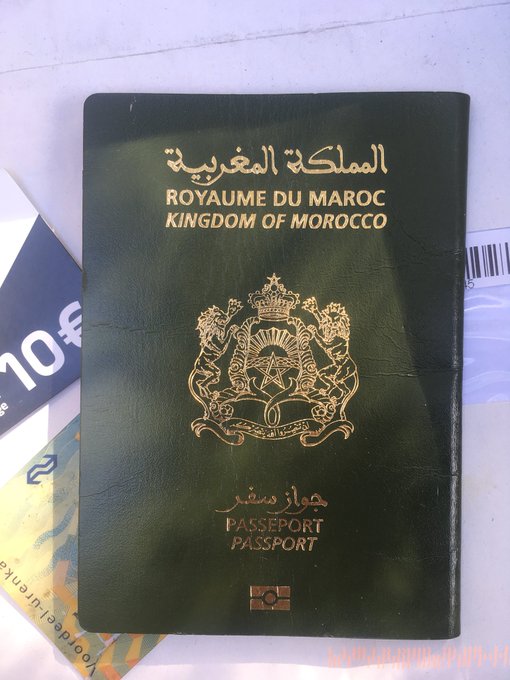 المملكة المغربية
ROYAUME DU MAROC
KINGDOM OF MOROCCO
جواز سفر
PASSEPORT
PASSPORT
10€
Voordeel-urenka